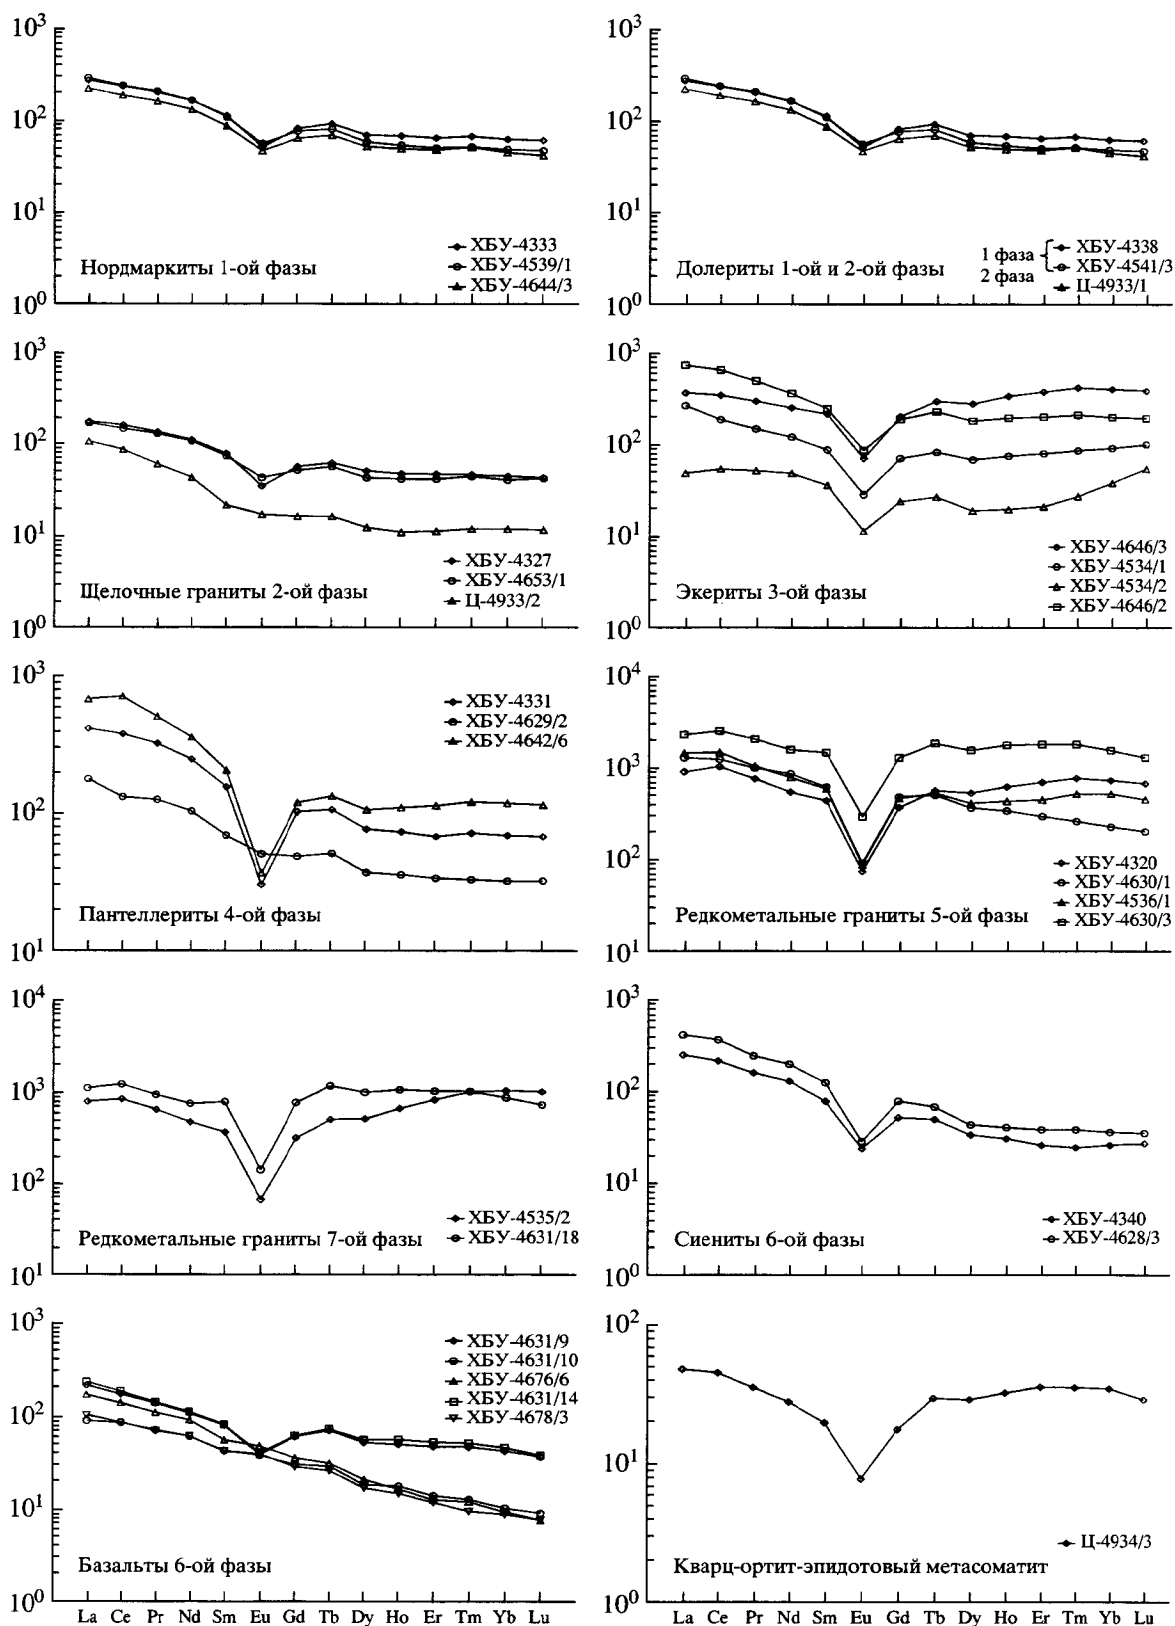 10³
10²
10¹
10⁰
ХБУ-4333
ХБУ-4539/1
ХБУ-4644/3
Нордмаркиты 1-ой фазы
10³
10²
10¹
10⁰
1 фаза
2 фаза
ХБУ-4338
ХБУ-4541/3
Ц-4933/1
Долериты 1-ой и 2-ой фазы
10³
10²
10¹
10⁰
ХБУ-4327
ХБУ-4653/1
Ц-4933/2
Щелочные граниты 2-ой фазы
10³
10²
10¹
10⁰
ХБУ-4646/3
ХБУ-4534/1
ХБУ-4534/2
ХБУ-4646/2
Экериты 3-ой фазы
10³
10²
10¹
ХБУ-4331
ХБУ-4629/2
ХБУ-4642/6
Пантеллериты 4-ой фазы
10⁴
10³
10²
10¹
ХБУ-4320
ХБУ-4630/1
ХБУ-4536/1
ХБУ-4630/3
Редкометальные граниты 5-ой фазы
10⁴
10³
10²
10¹
ХБУ-4535/2
ХБУ-4631/18
Редкометальные граниты 7-ой фазы
10³
10²
10¹
10⁰
ХБУ-4340
ХБУ-4628/3
Сиениты 6-ой фазы
10³
10²
10¹
10⁰
ХБУ-4631/9
ХБУ-4631/10
ХБУ-4676/6
ХБУ-4631/14
ХБУ-4678/3
Базальты 6-ой фазы
La Ce Pr Nd Sm Eu Gd Tb Dy Ho Er Tm Yb Lu
10²
10¹
10⁰
Ц-4934/3
Кварц-ортит-эпидотовый метасоматит
La Ce Pr Nd Sm Eu Gd Tb Dy Ho Er Tm Yb Lu